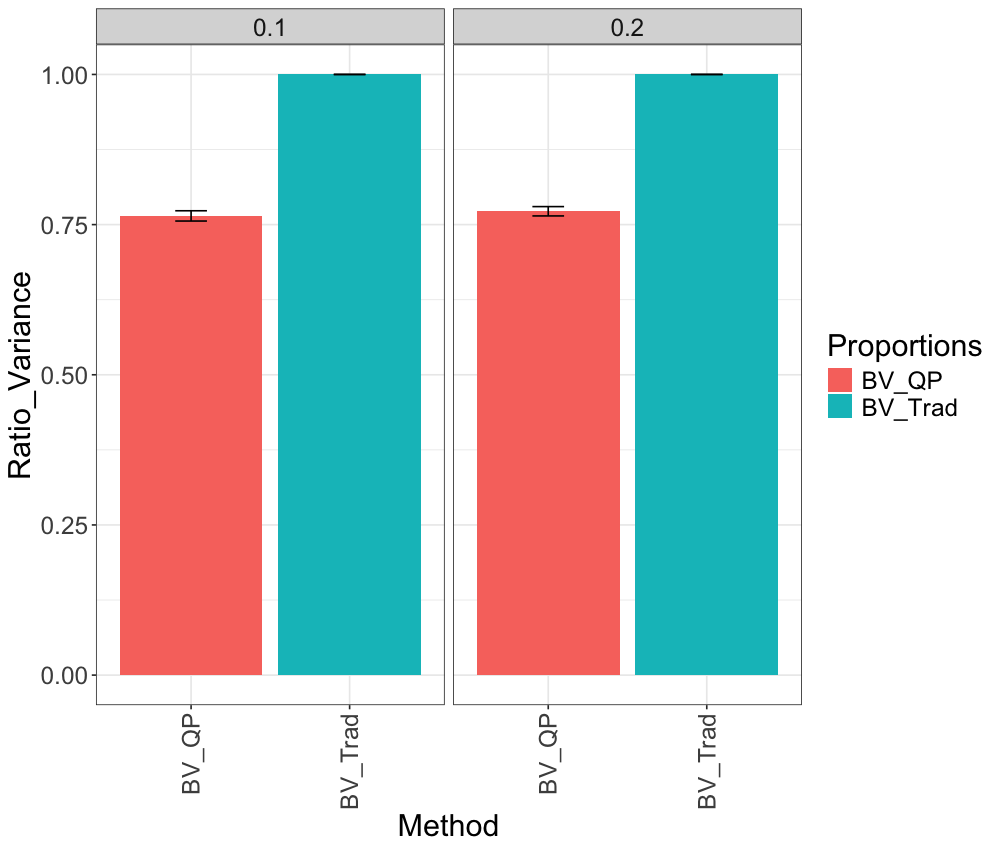 0.1
0.2
1.00
0.75
0.50
0.25
0.00
Ratio_Variance
BV_QP
BV_Trad
BV_QP
BV_Trad
Method
Proportions
BV_QP
BV_Trad